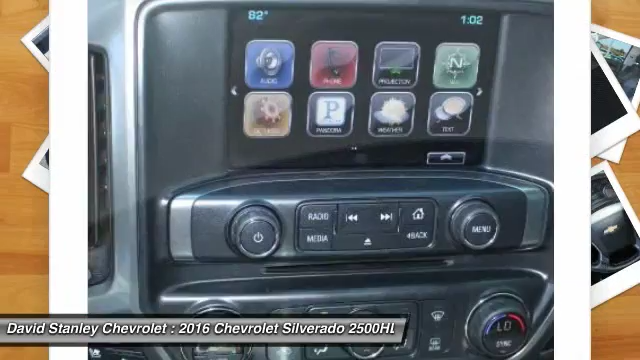 82°
1:02
AUDIO
PHONE
PROJECTION
N
SETTINGS
P
PANDORA
WEATHER
TEXT
RADIO
MENU
MEDIA
BACK
LO
SYNC
REAR
David Stanley Chevrolet : 2016 Chevrolet Silverado 2500HD